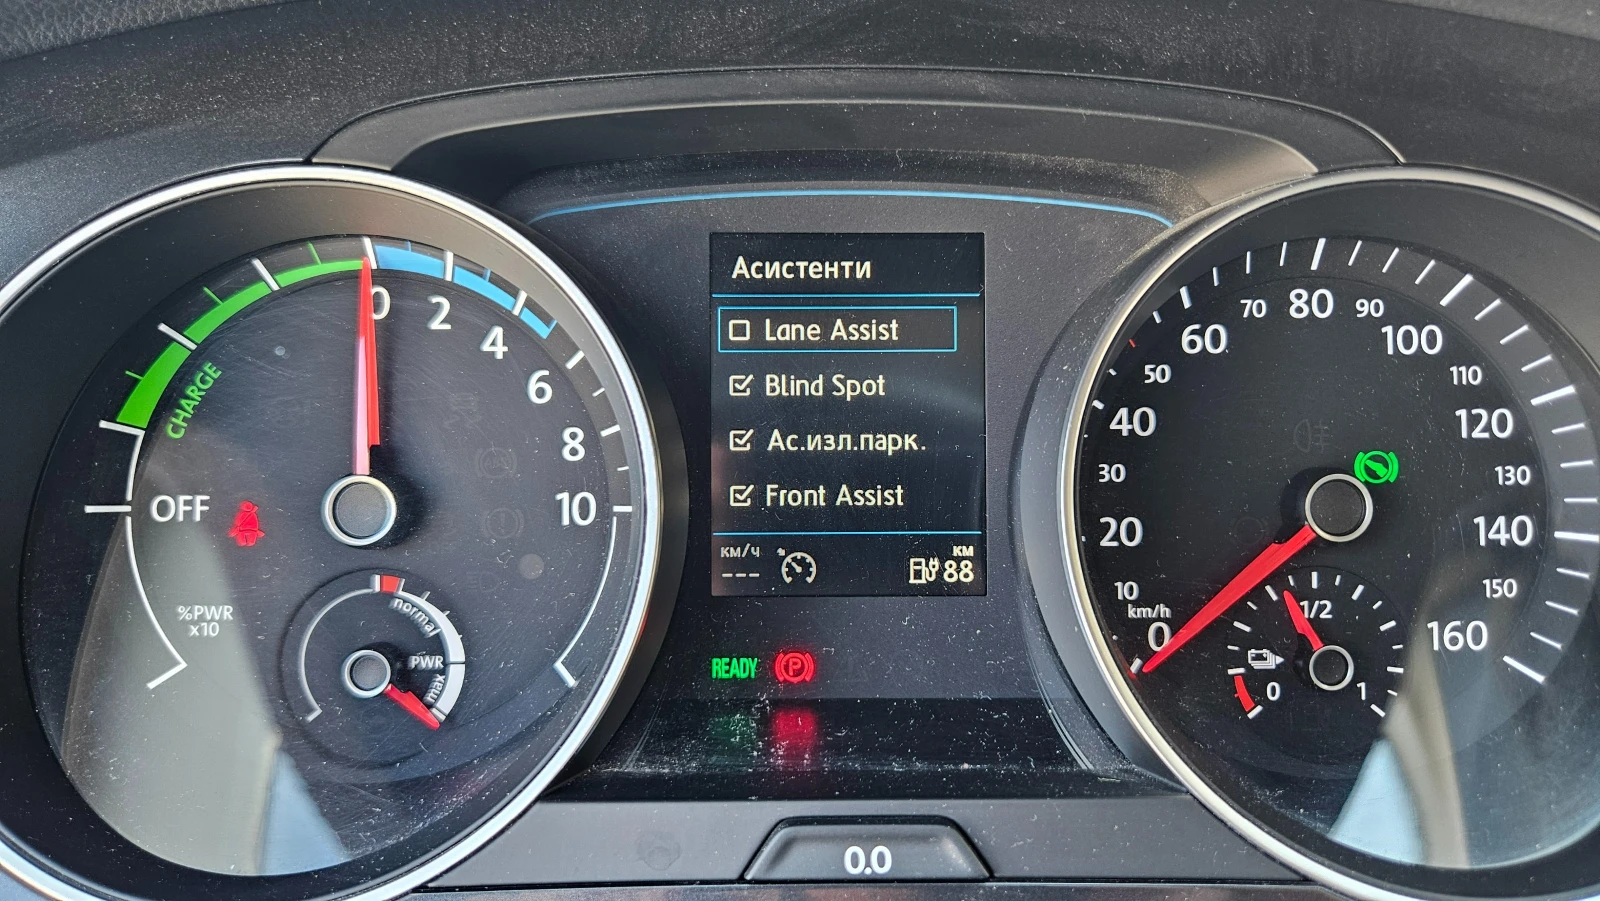 Асистенти
Lane Assist
Blind Spot
Ас.изл.парк.
Front Assist
км/ч
---
км
88
READY
P
0.0
OFF
CHARGE
0
2
4
6
8
10
%PWR
x10
normal
PWR
max
km/h
0
10
20
30
40
50
60
70
80
90
100
110
120
130
140
150
160
0
1/2
1